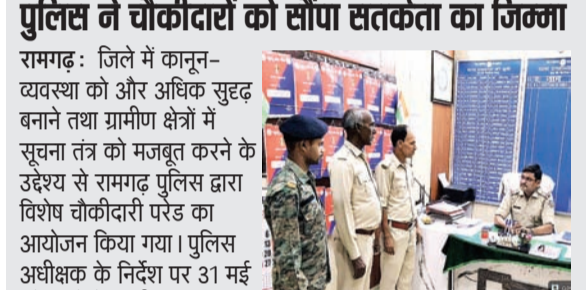 पुलिस ने चौकीदारों को सौंपा सतर्कता का जिम्मा
रामगढ़ : जिले में कानून-
व्यवस्था को और अधिक सुदृढ़
बनाने तथा ग्रामीण क्षेत्रों में
सूचना तंत्र को मजबूत करने के
उद्देश्य से रामगढ़ पुलिस द्वारा
विशेष चौकीदारी परेड का
आयोजन किया गया। पुलिस
अधीक्षक के निर्देश पर 31 मई